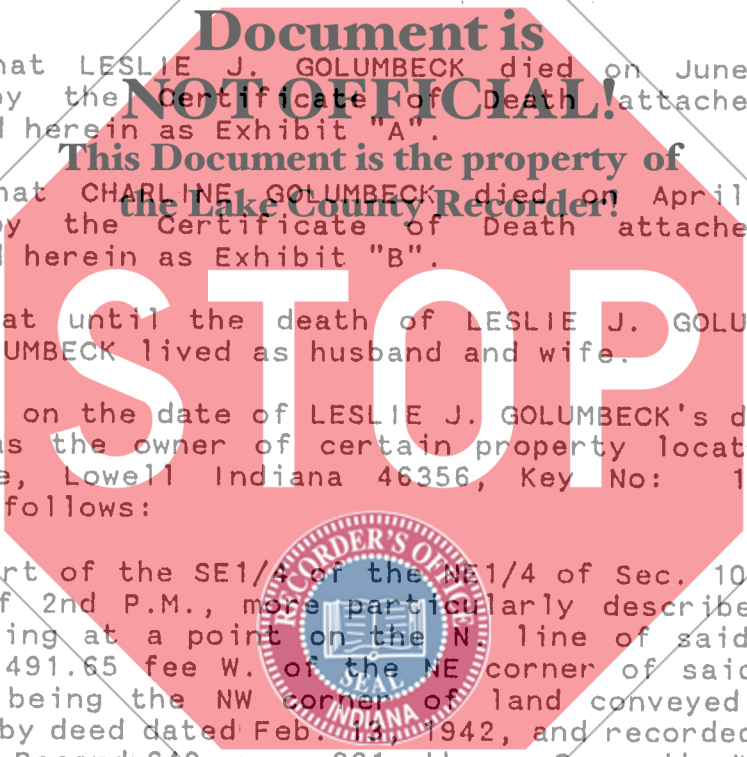 Document is
hat LESLIE J. GOLUMBECK died on June
NOT OFFICIAL!
by the Certificate of Death attache
herein as Exhibit "A".
This Document is the property of
hat CHARLINE GOLUMBECK died on April
the Lake County Recorder!
by the Certificate of Death attache
herein as Exhibit "B".
STOP
at until the death of LESLIE J. GOLU
UMBECK lived as husband and wife.
on the date of LESLIE J. GOLUMBECK's d
as the owner of certain property locat
e, Lowell Indiana 46356, Key No: 1
follows:
rt of the SE1/4 of the NE1/4 of Sec. 10
f 2nd P.M., more particularly describe
ing at a point on the N. line of said
491.65 fee W. of the NE corner of said
being the NW corner of land conveyed
by deed dated Feb. 13, 1942, and recorded
RECORDER'S OFFICE
SEAL
INDIANA